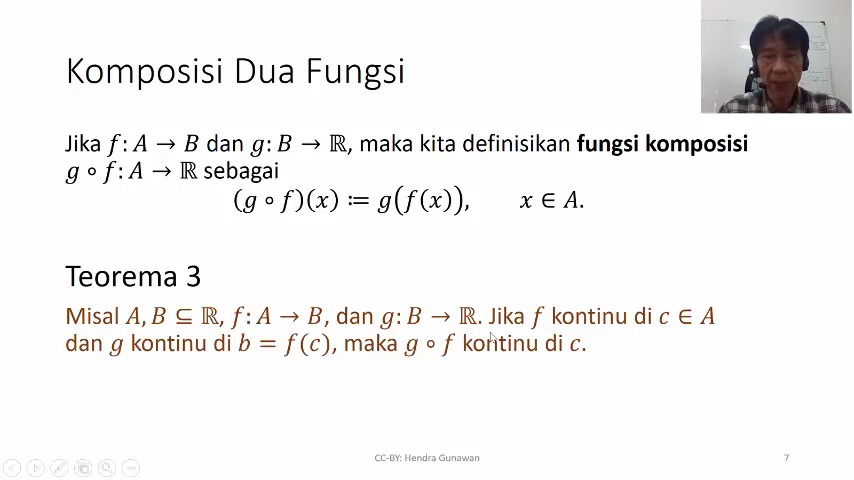 Komposisi Dua Fungsi
Jika 𝑓: 𝐴 → 𝐵 dan 𝑔: 𝐵 → ℝ, maka kita definisikan fungsi komposisi
𝑔 ∘ 𝑓: 𝐴 → ℝ sebagai
(𝑔 ∘ 𝑓)(𝑥) ≔ 𝑔(𝑓(𝑥)), 𝑥 ∈ 𝐴.
Teorema 3
Misal 𝐴, 𝐵 ⊆ ℝ, 𝑓: 𝐴 → 𝐵, dan 𝑔: 𝐵 → ℝ. Jika 𝑓 kontinu di 𝑐 ∈ 𝐴
dan 𝑔 kontinu di 𝑏 = 𝑓(𝑐), maka 𝑔 ∘ 𝑓 kontinu di 𝑐.
CC-BY: Hendra Gunawan
7